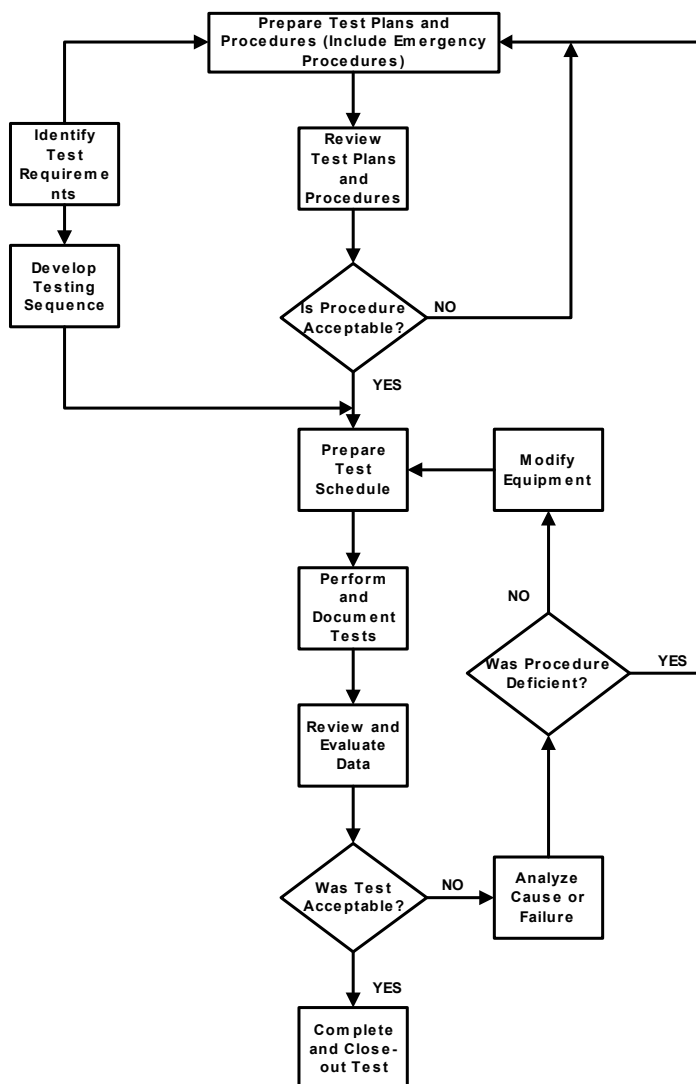 Prepare Test Plans and
Procedures (Include Emergency
Procedures)
Identify
Test
Requireme
nts
Review
Test Plans
and
Procedures
Develop
Testing
Sequence
Is Procedure
Acceptable?
NO
YES
Prepare
Test
Schedule
Modify
Equipment
Perform
and
Document
Tests
NO
Was Procedure
Deficient?
YES
Review and
Evaluate
Data
Was Test
Acceptable?
NO
Analyze
Cause or
Failure
YES
Complete
and Close-
out Test